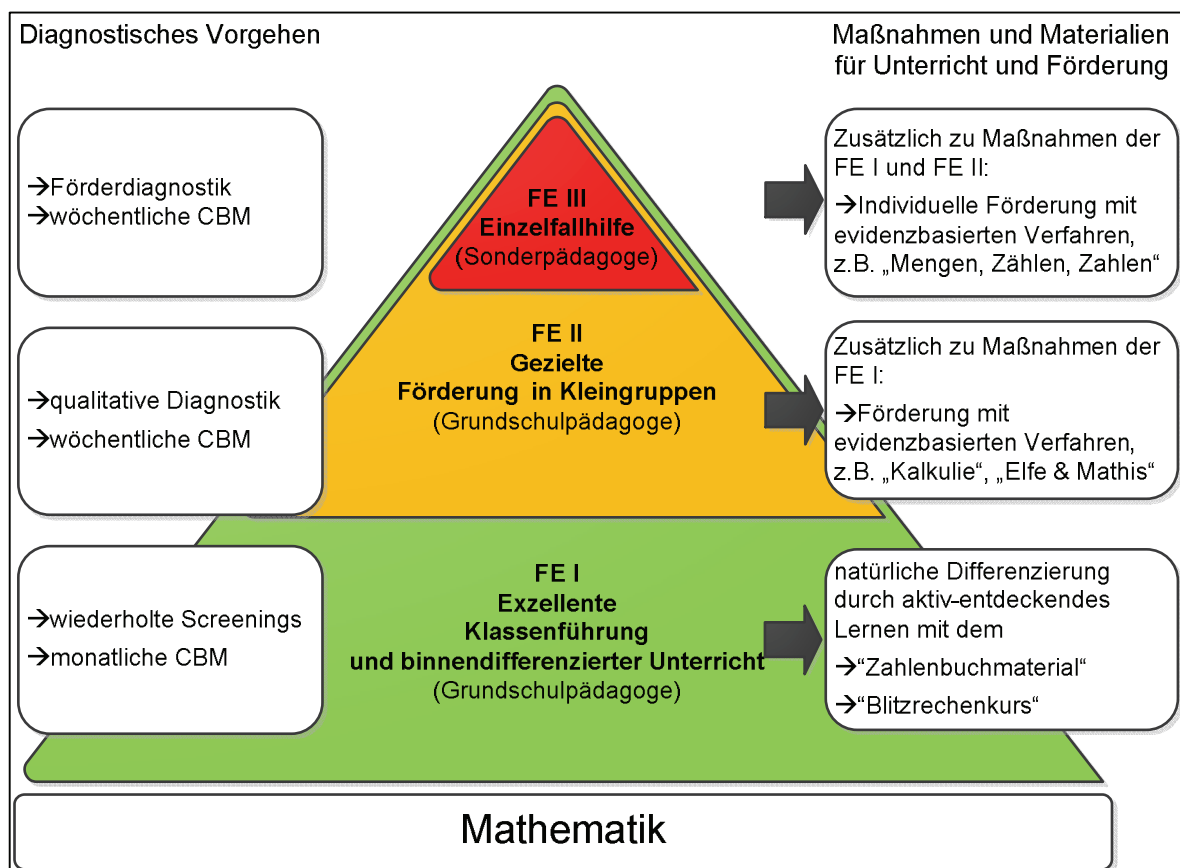 Diagnostisches Vorgehen
Maßnahmen und Materialien
für Unterricht und Förderung
→Förderdiagnostik
→wöchentliche CBM
FE III
Einzelfallhilfe
(Sonderpädagoge)
Zusätzlich zu Maßnahmen der
FE I und FE II:
→Individuelle Förderung mit
evidenzbasierten Verfahren,
z.B. „Mengen, Zählen, Zahlen“
→qualitative Diagnostik
→wöchentliche CBM
FE II
Gezielte
Förderung in Kleingruppen
(Grundschulpädagoge)
Zusätzlich zu Maßnahmen der
FE I:
→Förderung mit
evidenzbasierten Verfahren,
z.B. „Kalkulie“, „Elfe & Mathis“
→wiederholte Screenings
→monatliche CBM
FE I
Exzellente
Klassenführung
und binnendifferenzierter Unterricht
(Grundschulpädagoge)
natürliche Differenzierung
durch aktiv-entdeckendes
Lernen mit dem
→“Zahlenbuchmaterial“
→“Blitzrechenkurs“
Mathematik